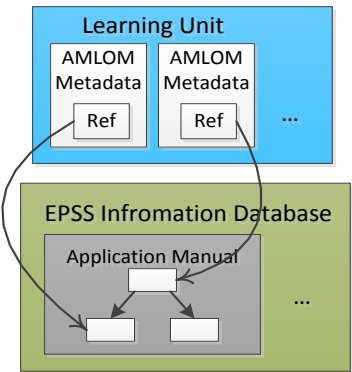 Learning Unit
AMLOM
Metadata
Ref
AMLOM
Metadata
Ref
...
EPSS Infromation Database
Application Manual
...